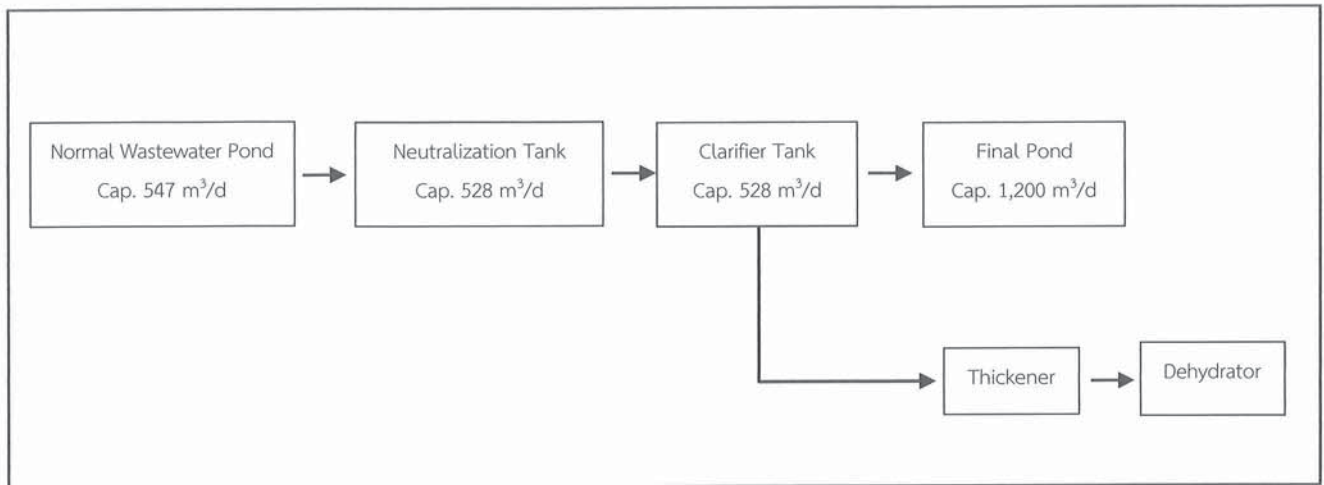 Normal Wastewater Pond
Cap. 547 m³/d
Neutralization Tank
Cap. 528 m³/d
Clarifier Tank
Cap. 528 m³/d
Final Pond
Cap. 1,200 m³/d
Thickener
Dehydrator